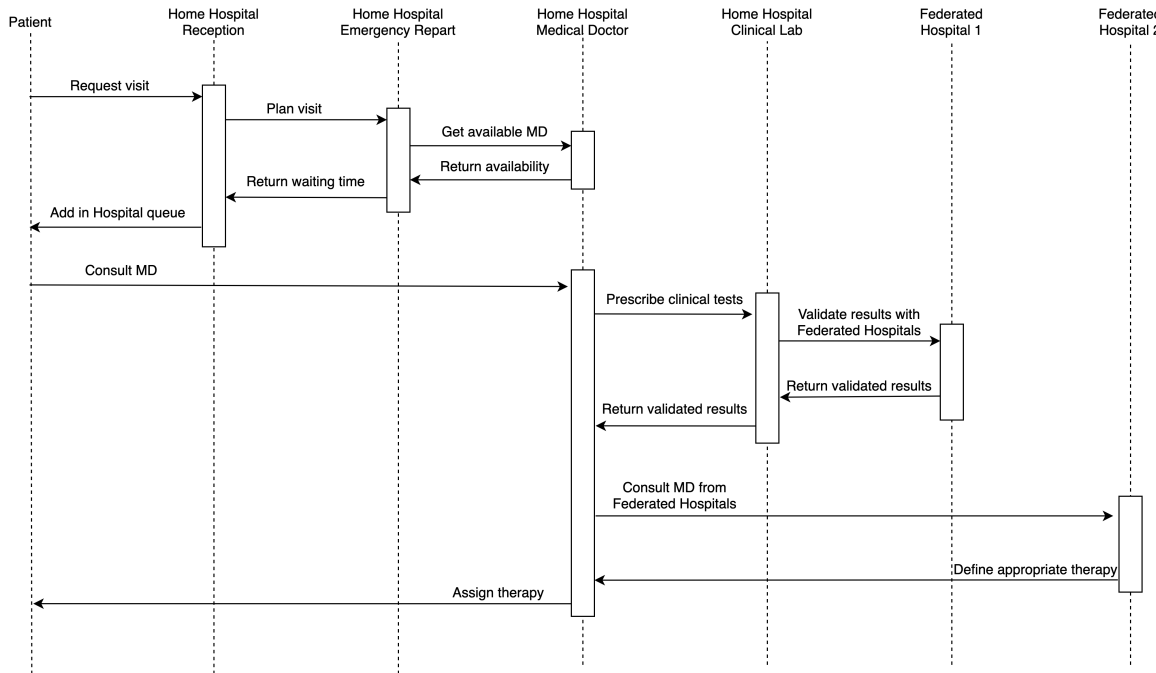 Patient
Home Hospital
Reception
Home Hospital
Emergency Repart
Home Hospital
Medical Doctor
Home Hospital
Clinical Lab
Federated
Hospital 1
Federated
Hospital 2
Request visit
Plan visit
Get available MD
Return availability
Return waiting time
Add in Hospital queue
Consult MD
Prescribe clinical tests
Validate results with
Federated Hospitals
Return validated results
Return validated results
Consult MD from
Federated Hospitals
Define appropriate therapy
Assign therapy